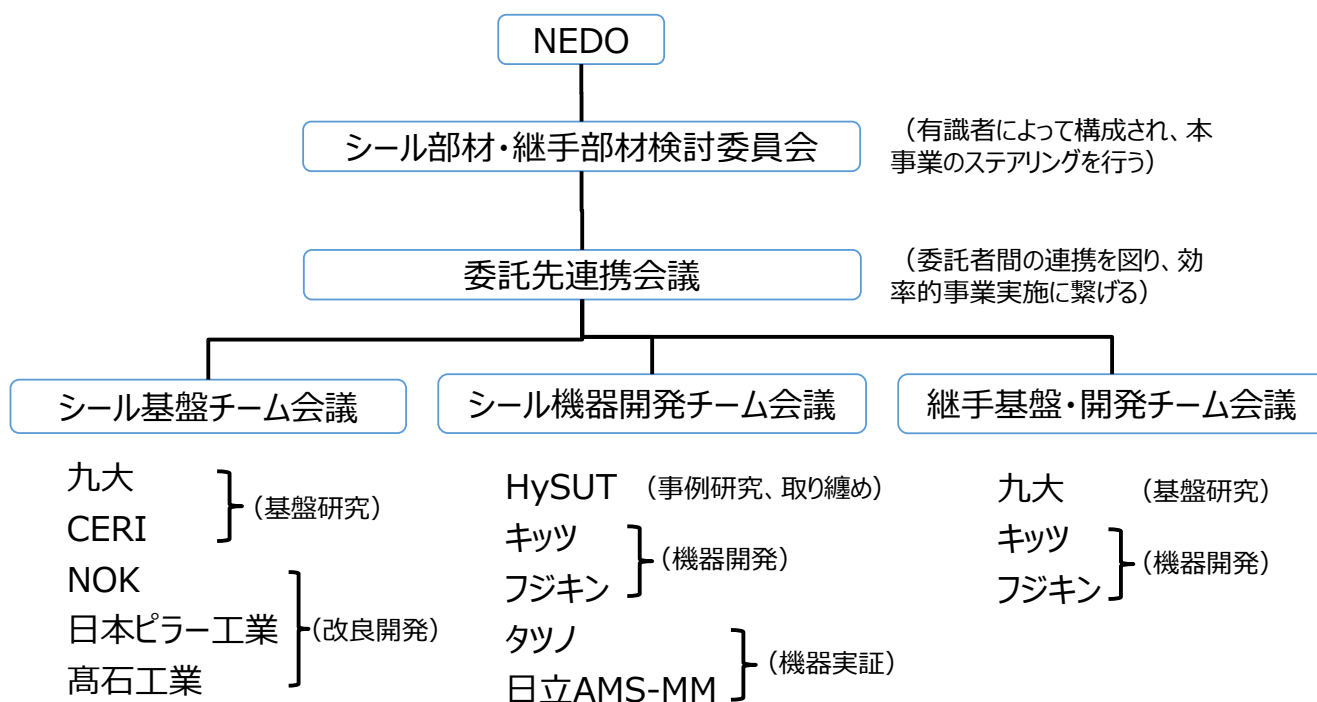 NEDO
シール部材・継手部材検討委員会
（有識者によって構成され、本
事業のステアリングを行う）
委託先連携会議
（委託者間の連携を図り、効
率的事業実施に繋げる）
シール基盤チーム会議
九大
CERI
（基盤研究）
NOK
日本ピラー工業
髙石工業
（改良開発）
シール機器開発チーム会議
HySUT （事例研究、取り纏め）
キッツ
フジキン
（機器開発）
タツノ
日立AMS-MM
（機器実証）
継手基盤・開発チーム会議
九大 （基盤研究）
キッツ
フジキン
（機器開発）